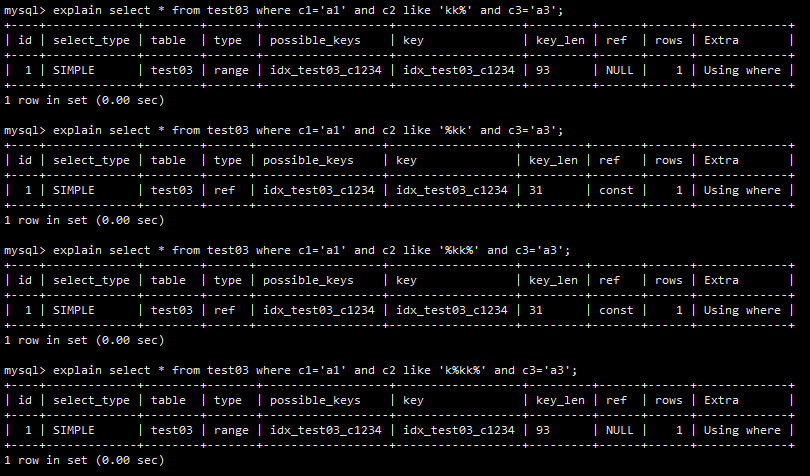 mysql> explain select * from test03 where c1='a1' and c2 like 'kk%' and c3='a3';
+----+-------------+--------+-------+----------------+----------------+---------+------+------+-------------+
| id | select_type | table | type | possible_keys | key | key_len | ref | rows | Extra |
+----+-------------+--------+-------+----------------+----------------+---------+------+------+-------------+
| 1 | SIMPLE | test03 | range | idx_test03_c1234 | idx_test03_c1234 | 93 | NULL | 1 | Using where |
+----+-------------+--------+-------+----------------+----------------+---------+------+------+-------------+
1 row in set (0.00 sec)
mysql> explain select * from test03 where c1='a1' and c2 like '%kk' and c3='a3';
+----+-------------+--------+------+----------------+----------------+---------+-------+------+-------------+
| id | select_type | table | type | possible_keys | key | key_len | ref | rows | Extra |
+----+-------------+--------+------+----------------+----------------+---------+-------+------+-------------+
| 1 | SIMPLE | test03 | ref | idx_test03_c1234 | idx_test03_c1234 | 31 | const | 1 | Using where |
+----+-------------+--------+------+----------------+----------------+---------+-------+------+-------------+
1 row in set (0.00 sec)
mysql> explain select * from test03 where c1='a1' and c2 like '%kk%' and c3='a3';
+----+-------------+--------+------+----------------+----------------+---------+-------+------+-------------+
| id | select_type | table | type | possible_keys | key | key_len | ref | rows | Extra |
+----+-------------+--------+------+----------------+----------------+---------+-------+------+-------------+
| 1 | SIMPLE | test03 | ref | idx_test03_c1234 | idx_test03_c1234 | 31 | const | 1 | Using where |
+----+-------------+--------+------+----------------+----------------+---------+-------+------+-------------+
1 row in set (0.00 sec)
mysql> explain select * from test03 where c1='a1' and c2 like 'k%kk%' and c3='a3';
+----+-------------+--------+-------+----------------+----------------+---------+------+------+-------------+
| id | select_type | table | type | possible_keys | key | key_len | ref | rows | Extra |
+----+-------------+--------+-------+----------------+----------------+---------+------+------+-------------+
| 1 | SIMPLE | test03 | range | idx_test03_c1234 | idx_test03_c1234 | 93 | NULL | 1 | Using where |
+----+-------------+--------+-------+----------------+----------------+---------+------+------+-------------+
1 row in set (0.00 sec)